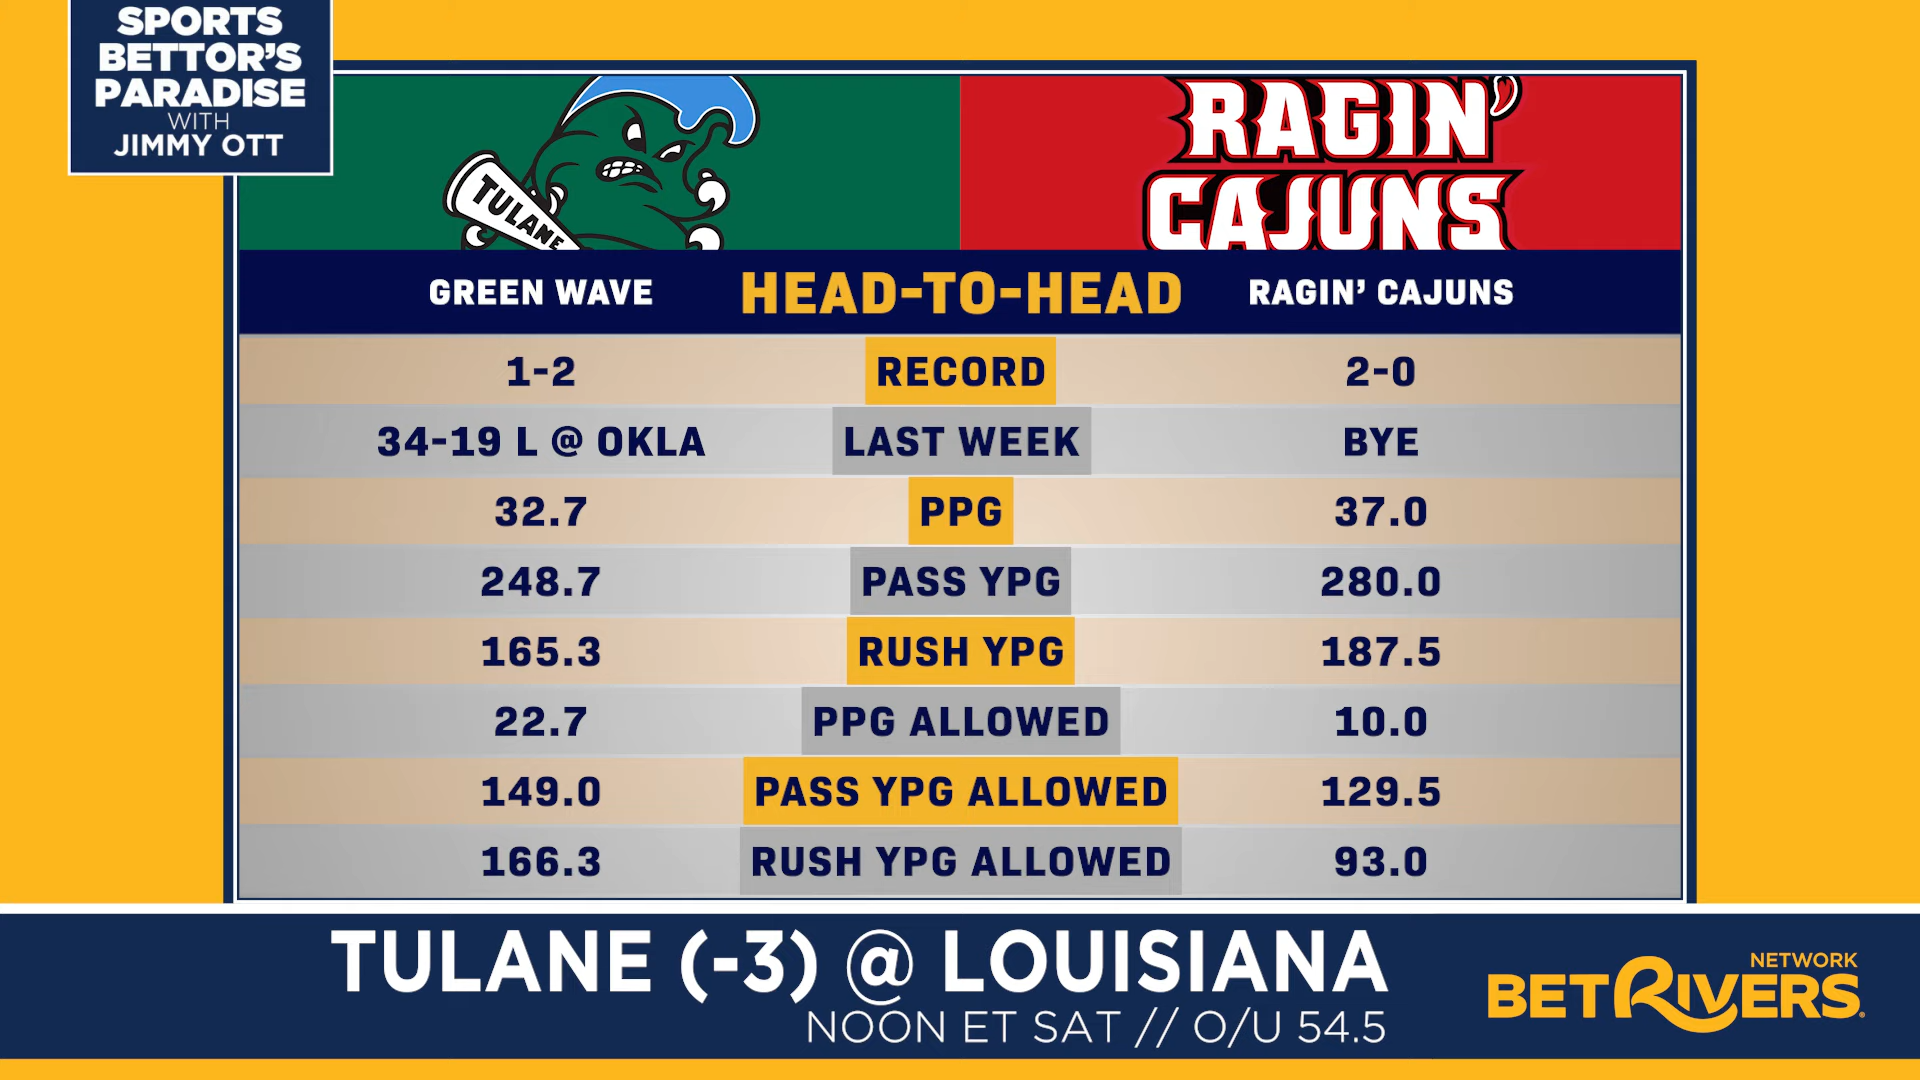 SPORTS
BETTOR'S
PARADISE
WITH
JIMMY OTT
TULANE
RAGIN'
CAJUNS
GREEN WAVE HEAD-TO-HEAD RAGIN' CAJUNS
1-2 RECORD 2-0
34-19 L @ OKLA LAST WEEK BYE
32.7 PPG 37.0
248.7 PASS YPG 280.0
165.3 RUSH YPG 187.5
22.7 PPG ALLOWED 10.0
149.0 PASS YPG ALLOWED 129.5
166.3 RUSH YPG ALLOWED 93.0
TULANE (-3) @ LOUISIANA
NOON ET SAT // O/U 54.5
NETWORK
BETRIVERS